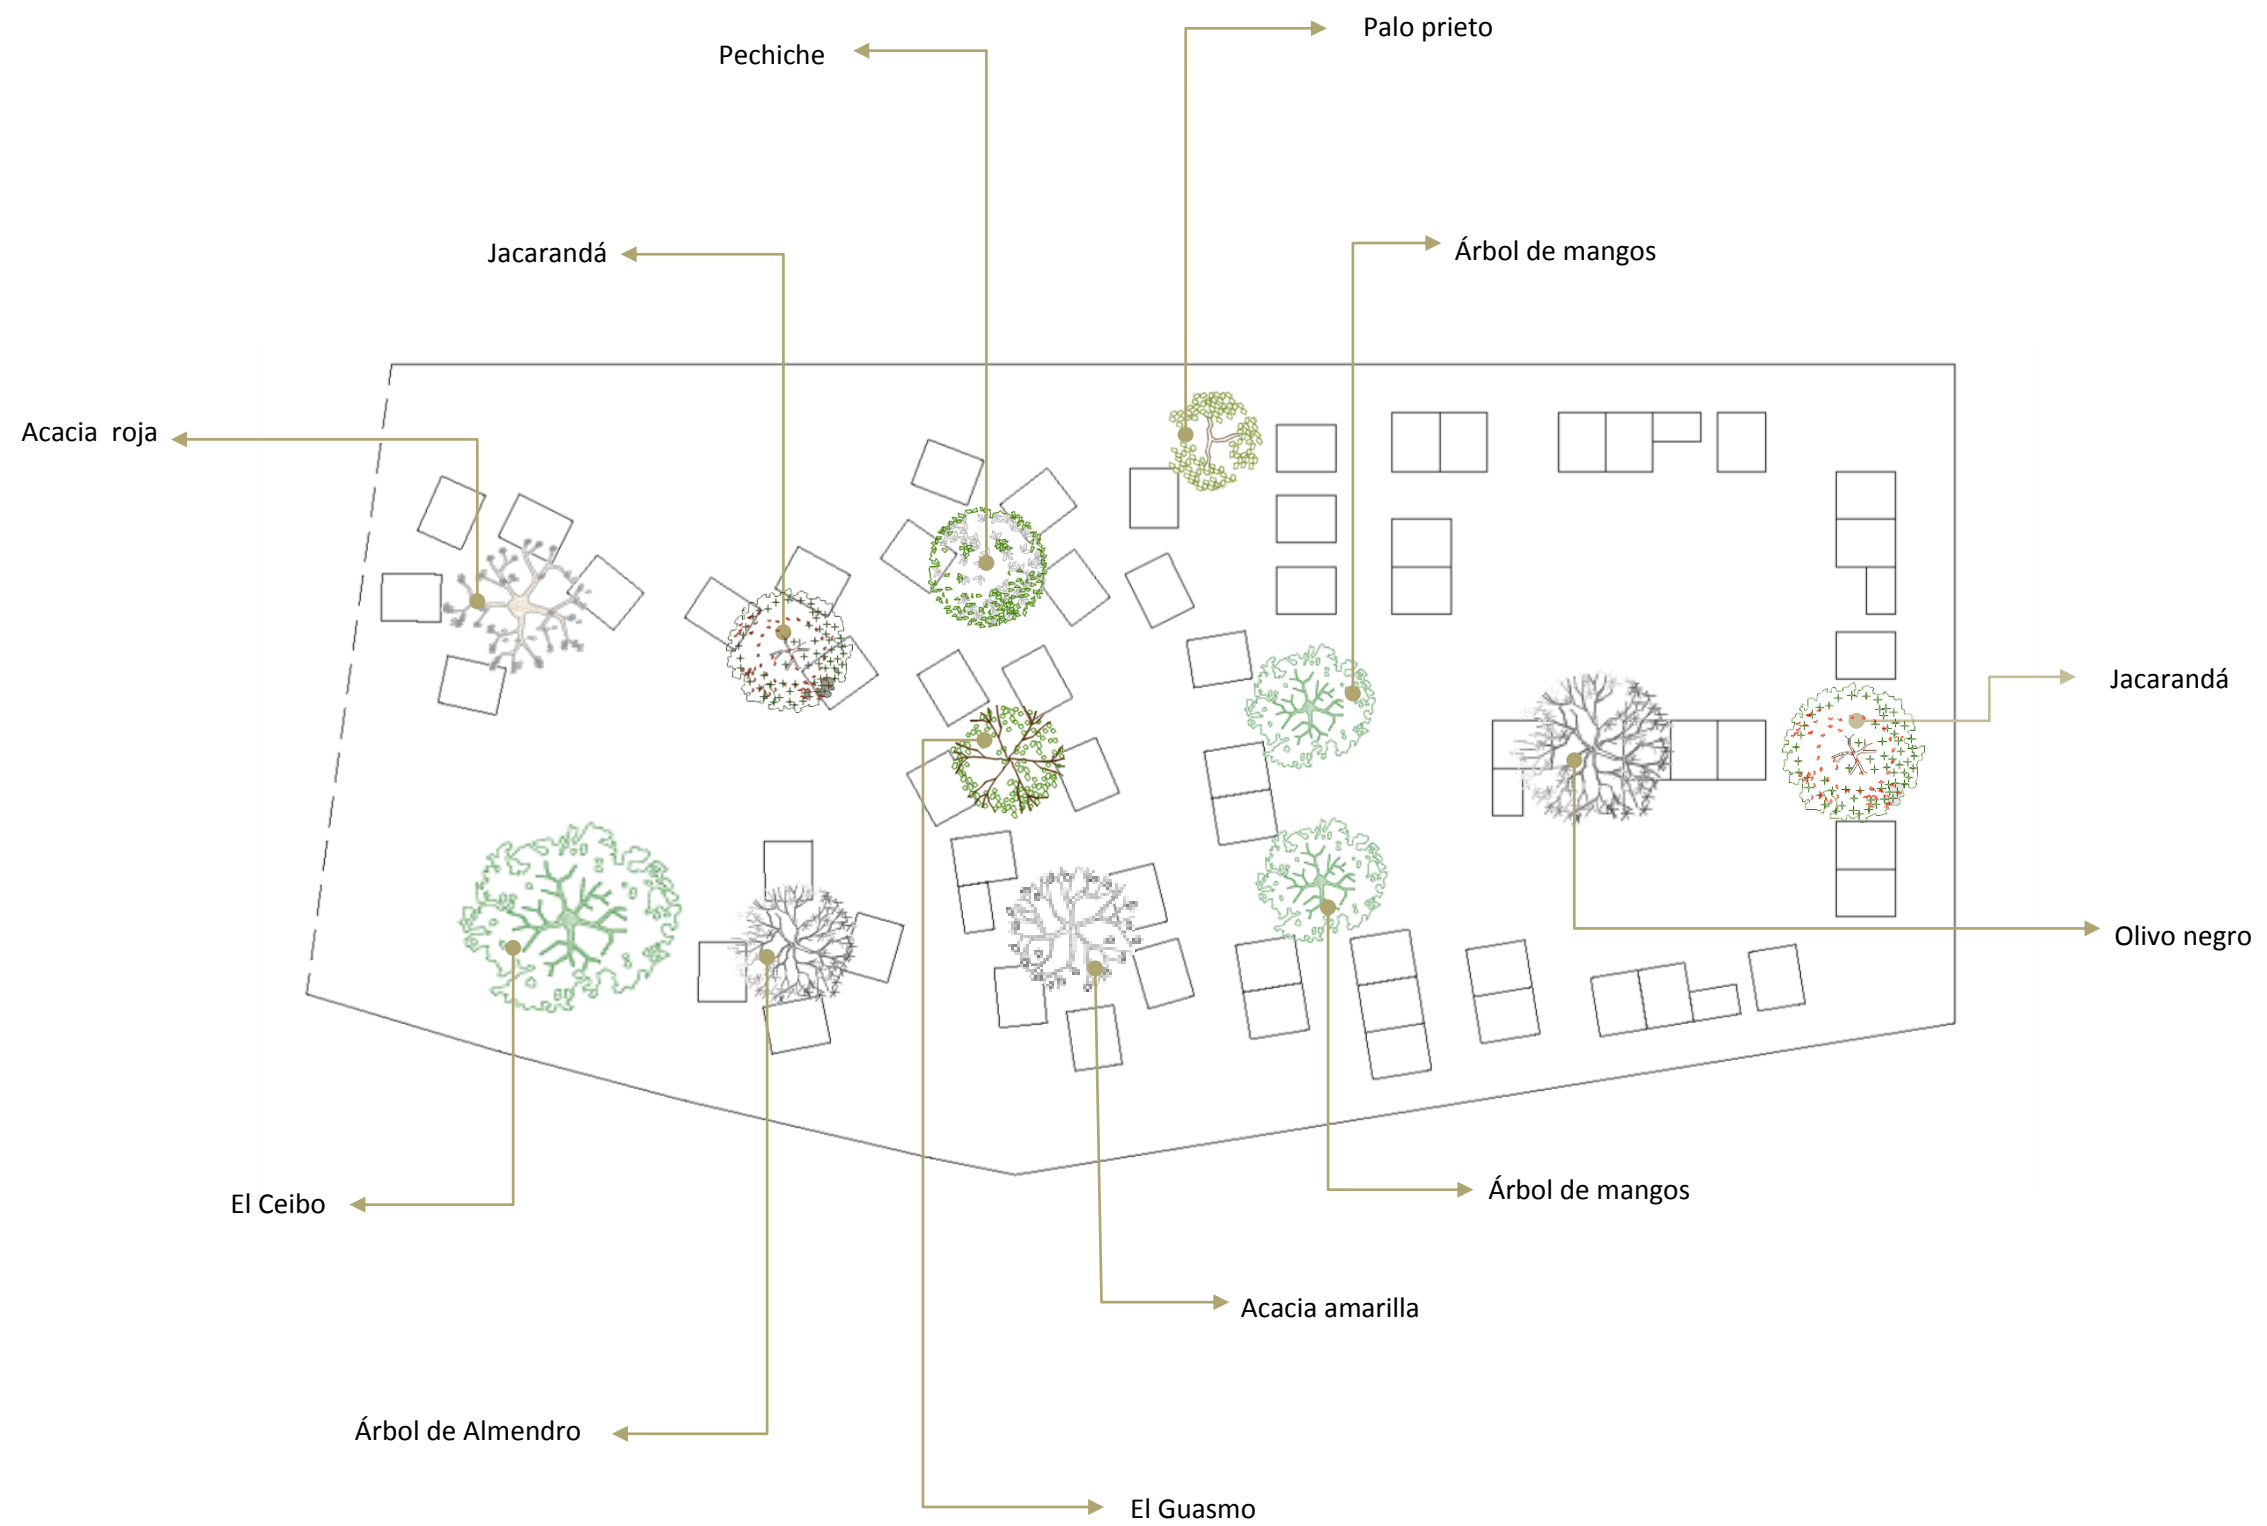 Palo prieto
Pechiche
Jacarandá
Árbol de mangos
Acacia  roja
Jacarandá
Olivo negro
El Ceibo
Árbol de mangos
Acacia amarilla
Árbol de Almendro
El Guasmo